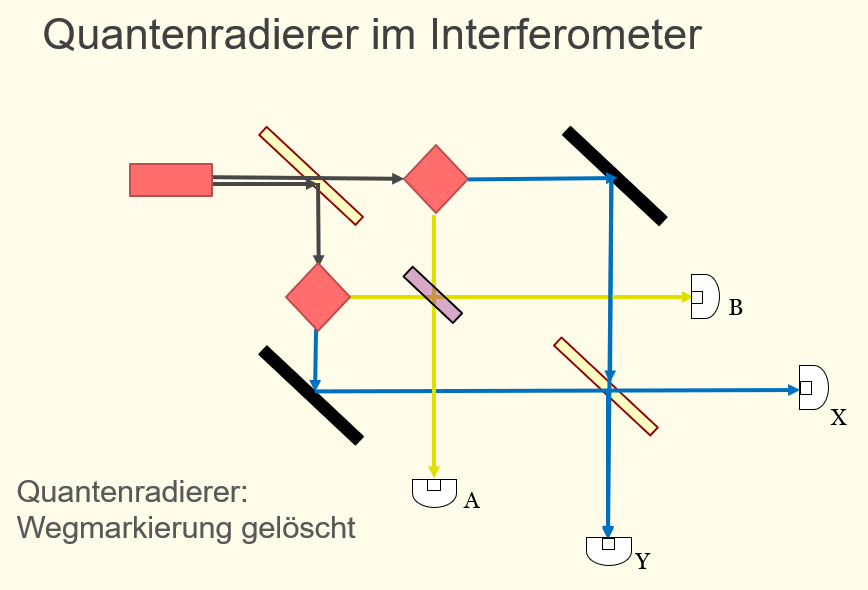 Quantenradierer im Interferometer
B
X
A
Quantenradierer:
Wegmarkierung gelöscht
Y